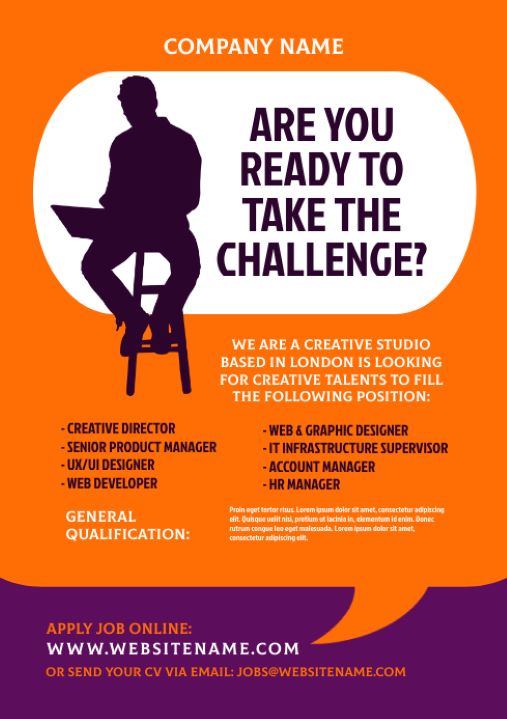 COMPANY NAME
ARE YOU
READY TO
TAKE THE
CHALLENGE?
WE ARE A CREATIVE STUDIO
BASED IN LONDON IS LOOKING
FOR CREATIVE TALENTS TO FILL
THE FOLLOWING POSITION:
- CREATIVE DIRECTOR
- SENIOR PRODUCT MANAGER
- UX/UI DESIGNER
- WEB DEVELOPER
- WEB & GRAPHIC DESIGNER
- IT INFRASTRUCTURE SUPERVISOR
- ACCOUNT MANAGER
- HR MANAGER
GENERAL
QUALIFICATION:
Proin eget tortor risus. Lorem ipsum dolor sit amet, consectetur adipiscing
elit. Quisque velit nisi, pretium ut lacinia in, elementum id enim. Donec
rutrum congue leo eget malesuada. Lorem ipsum dolor sit amet,
consectetur adipiscing elit.
APPLY JOB ONLINE:
WWW.WEBSITENAME.COM
OR SEND YOUR CV VIA EMAIL: JOBS@WEBSITENAME.COM